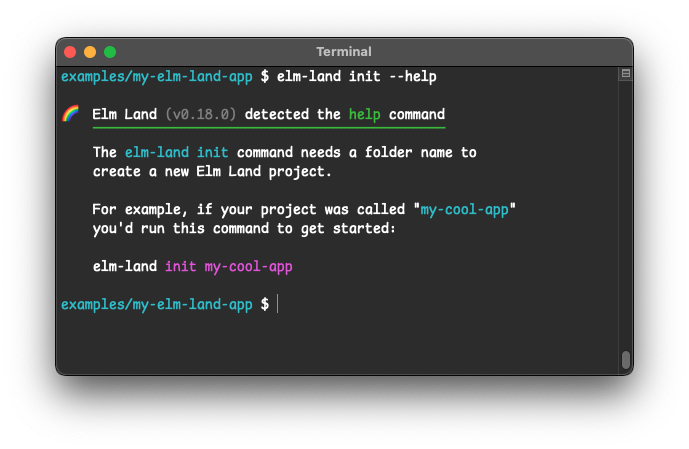 Terminal
examples/my-elm-land-app $ elm-land init --help
🌈 Elm Land (v0.18.0) detected the help command
The elm-land init command needs a folder name to
create a new Elm Land project.
For example, if your project was called "my-cool-app"
you'd run this command to get started:
elm-land init my-cool-app
examples/my-elm-land-app $